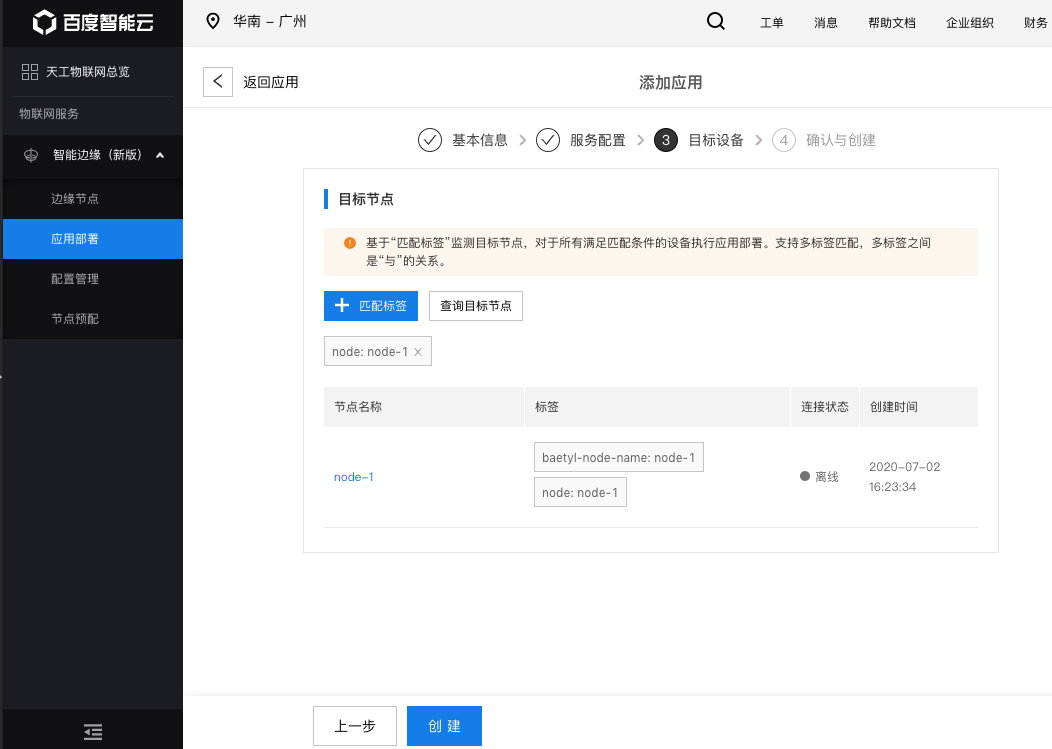 百度智能云
华南 – 广州
工单
消息
帮助文档
企业组织
财务
天工物联网总览
物联网服务
智能边缘（新版）
边缘节点
应用部署
配置管理
节点预配
返回应用
添加应用
基本信息
服务配置
3 目标设备
4 确认与创建
目标节点
基于“匹配标签”监测目标节点，对于所有满足匹配条件的设备执行应用部署。支持多标签匹配，多标签之间
是“与”的关系。
匹配标签
查询目标节点
node: node-1 ×
节点名称 标签 连接状态 创建时间
baetyl-node-name: node-1
node: node-1
node-1
离线
2020-07-02
16:23:34
上一步
创 建